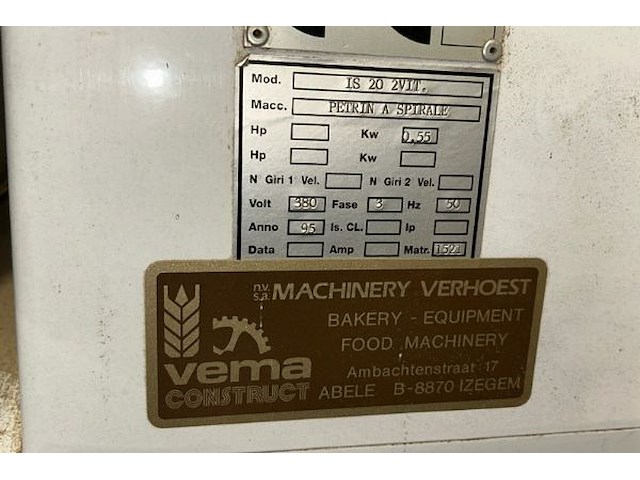 Mod. IS 20 2VIT.
Macc. PETRIN A SPIRALE
Hp Kw 0,55
Hp Kw
N Giri 1° Vel. N Giri 2° Vel.
Volt 380 Fase 3 Hz 50
Anno 95 Is. CL. Ip
Data Amp Matr. 1521
n.v. s.a. MACHINERY VERHOEST
BAKERY - EQUIPMENT
FOOD MACHINERY
vema Ambachtenstraat 17
CONSTRUCT ABELE B-8870 IZEGEM